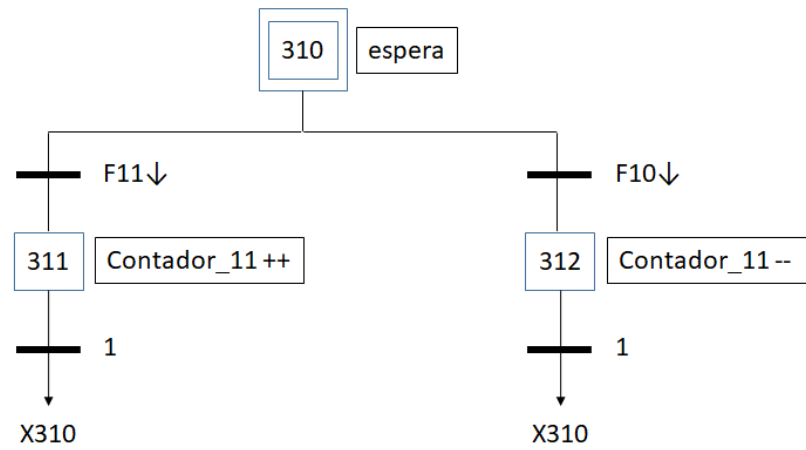 310
espera
F11↓
F10↓
311
Contador_11 ++
312
Contador_11 --
1
1
X310
X310